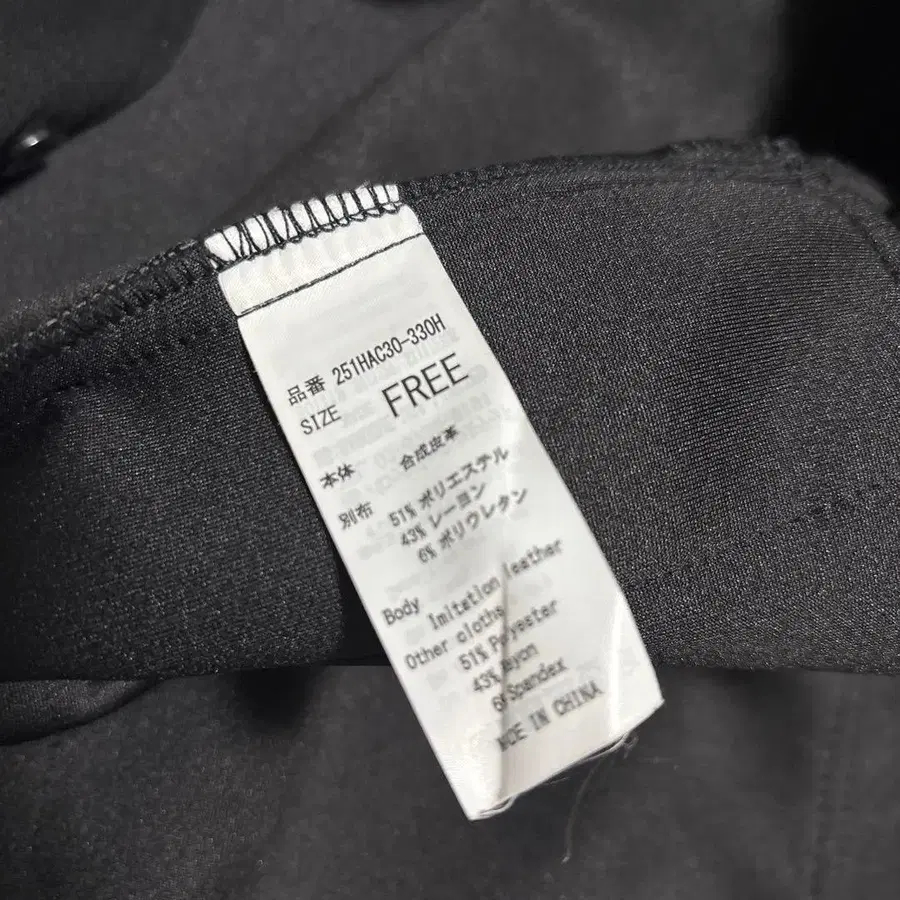 品番 251HAC30-330H
SIZE FREE
本体 合成皮革
別布 51% ポリエステル
43% レーヨン
6% ポリウレタン
Body Imitation leather
Other cloths
51% Polyester
43%
6% Spandex
IN CHINA